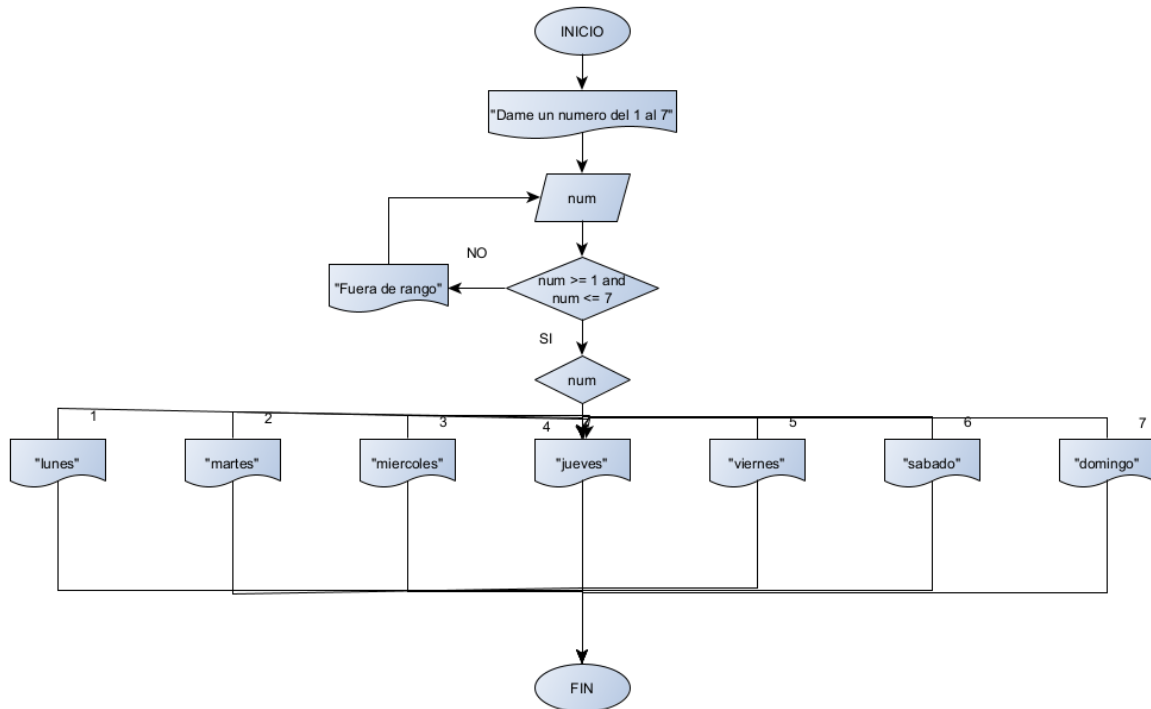 INICIO
"Dame un numero del 1 al 7"
num
NO
"Fuera de rango"
num >= 1 and
num <= 7
SI
num
1
2
3
4
5
6
7
"lunes"
"martes"
"miercoles"
"jueves"
"viernes"
"sabado"
"domingo"
FIN